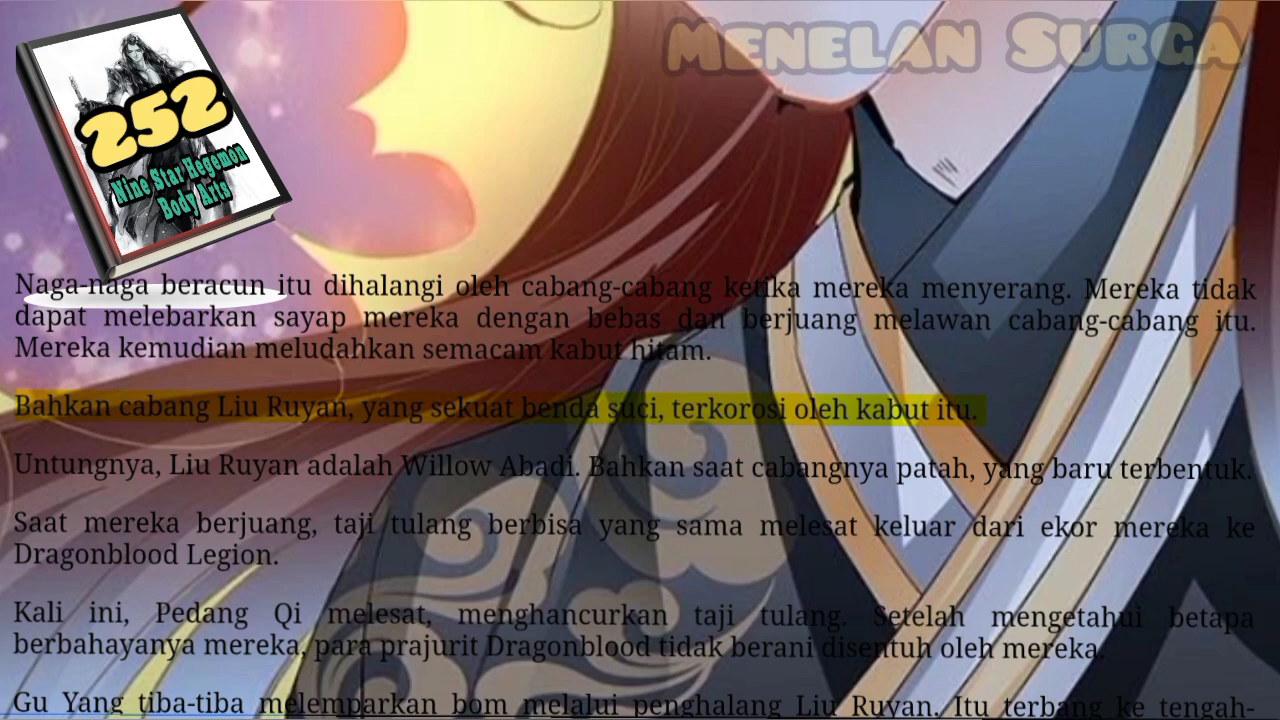 MENELAN SURGA
252
Nine Star Hegemon
Body Arts
Naga-naga beracun itu dihalangi oleh cabang-cabang ketika mereka menyerang. Mereka tidak
dapat melebarkan sayap mereka dengan bebas dan berjuang melawan cabang-cabang itu.
Mereka kemudian meludahkan semacam kabut hitam.
Bahkan cabang Liu Ruyan, yang sekuat benda suci, terkorosi oleh kabut itu.
Untungnya, Liu Ruyan adalah Willow Abadi. Bahkan saat cabangnya patah, yang baru terbentuk.
Saat mereka berjuang, taji tulang berbisa yang sama melesat keluar dari ekor mereka ke
Dragonblood Legion.
Kali ini, Pedang Qi melesat, menghancurkan taji tulang. Setelah mengetahui betapa
berbahayanya mereka, para prajurit Dragonblood tidak berani disentuh oleh mereka.
Gu Yang tiba-tiba melemparkan bom melalui penghalang Liu Ruyan. Itu terbang ke tengah-